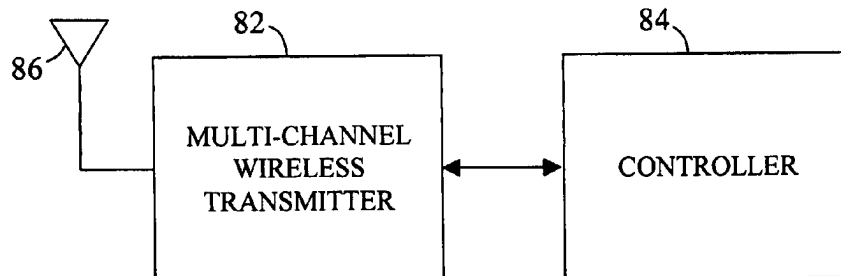 82
84
86
MULTI-CHANNEL
WIRELESS
TRANSMITTER
CONTROLLER